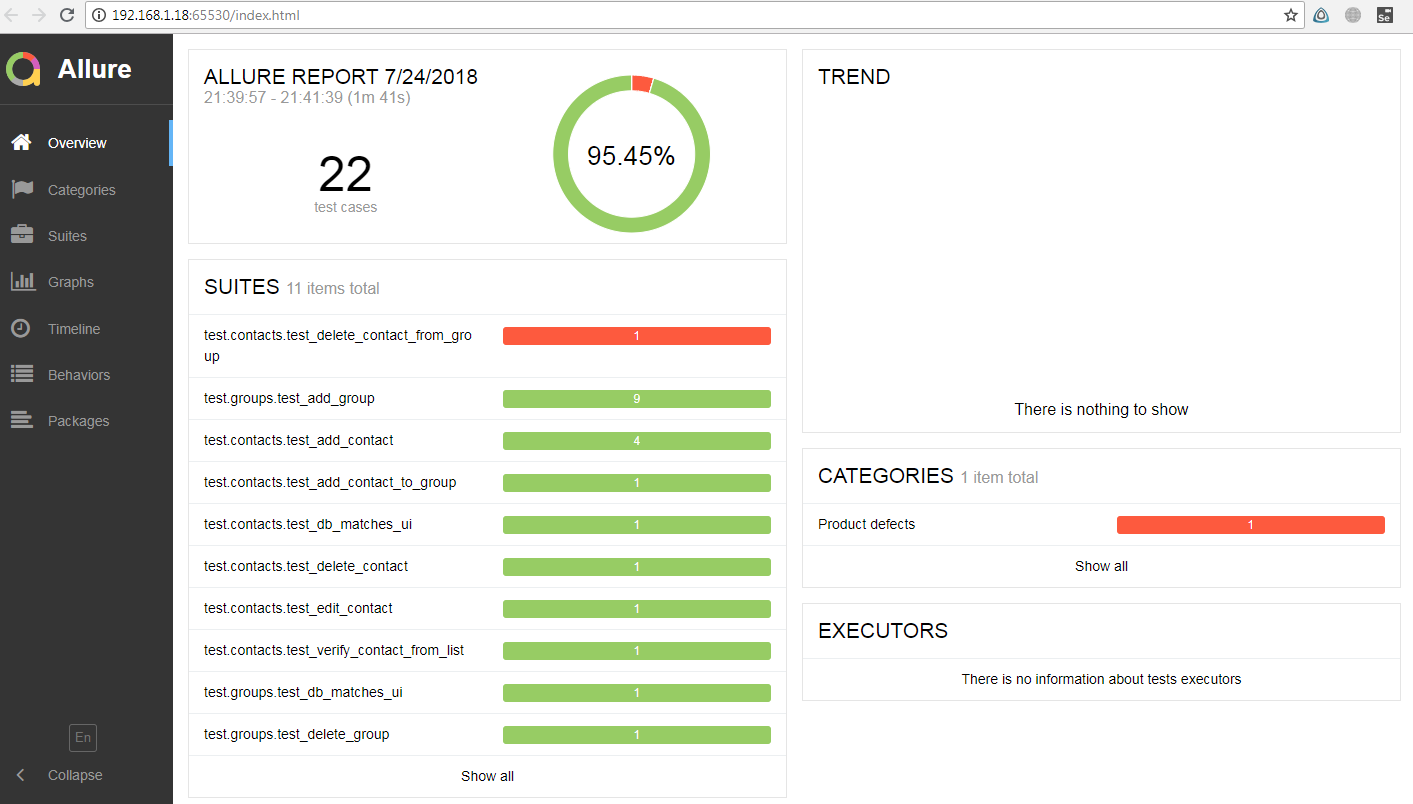 192.168.1.18:65530/index.html
Se
Allure
Overview
Categories
Suites
Graphs
Timeline
Behaviors
Packages
En
Collapse
ALLURE REPORT 7/24/2018
21:39:57 - 21:41:39 (1m 41s)
22
test cases
95.45%
SUITES 11 items total
test.contacts.test_delete_contact_from_gro
up
1
test.groups.test_add_group 9
test.contacts.test_add_contact 4
test.contacts.test_add_contact_to_group 1
test.contacts.test_db_matches_ui 1
test.contacts.test_delete_contact 1
test.contacts.test_edit_contact 1
test.contacts.test_verify_contact_from_list 1
test.groups.test_db_matches_ui 1
test.groups.test_delete_group 1
Show all
TREND
There is nothing to show
CATEGORIES 1 item total
Product defects 1
Show all
EXECUTORS
There is no information about tests executors